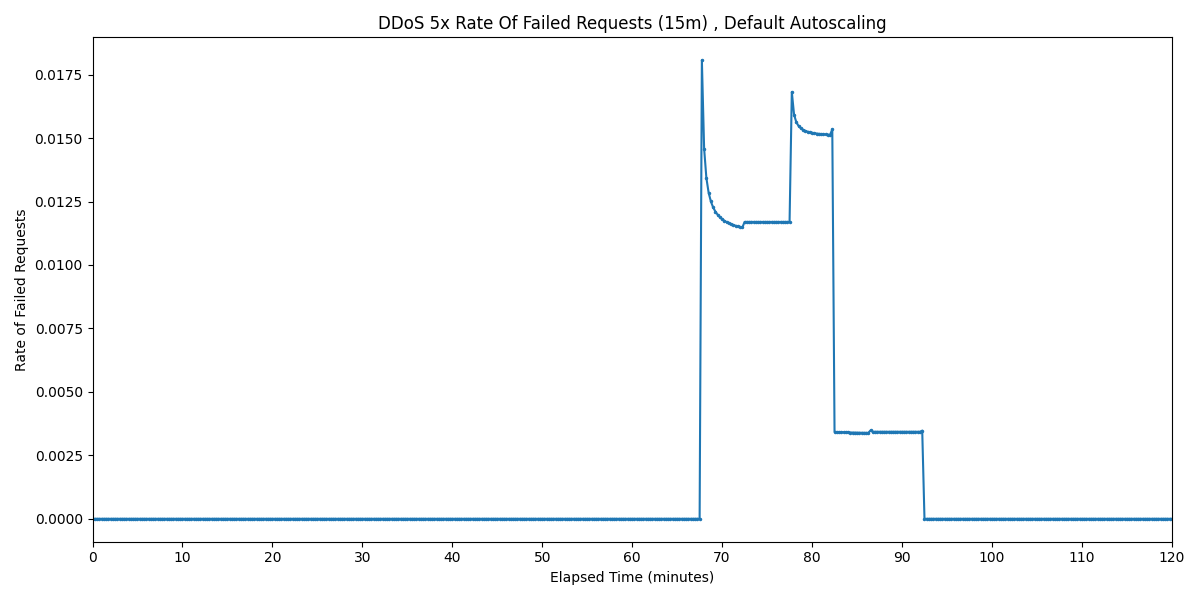 DDoS 5x Rate Of Failed Requests (15m) , Default Autoscaling
0.0175
0.0150
0.0125
0.0100
0.0075
0.0050
0.0025
0.0000
Rate of Failed Requests
0 10 20 30 40 50 60 70 80 90 100 110 120
Elapsed Time (minutes)